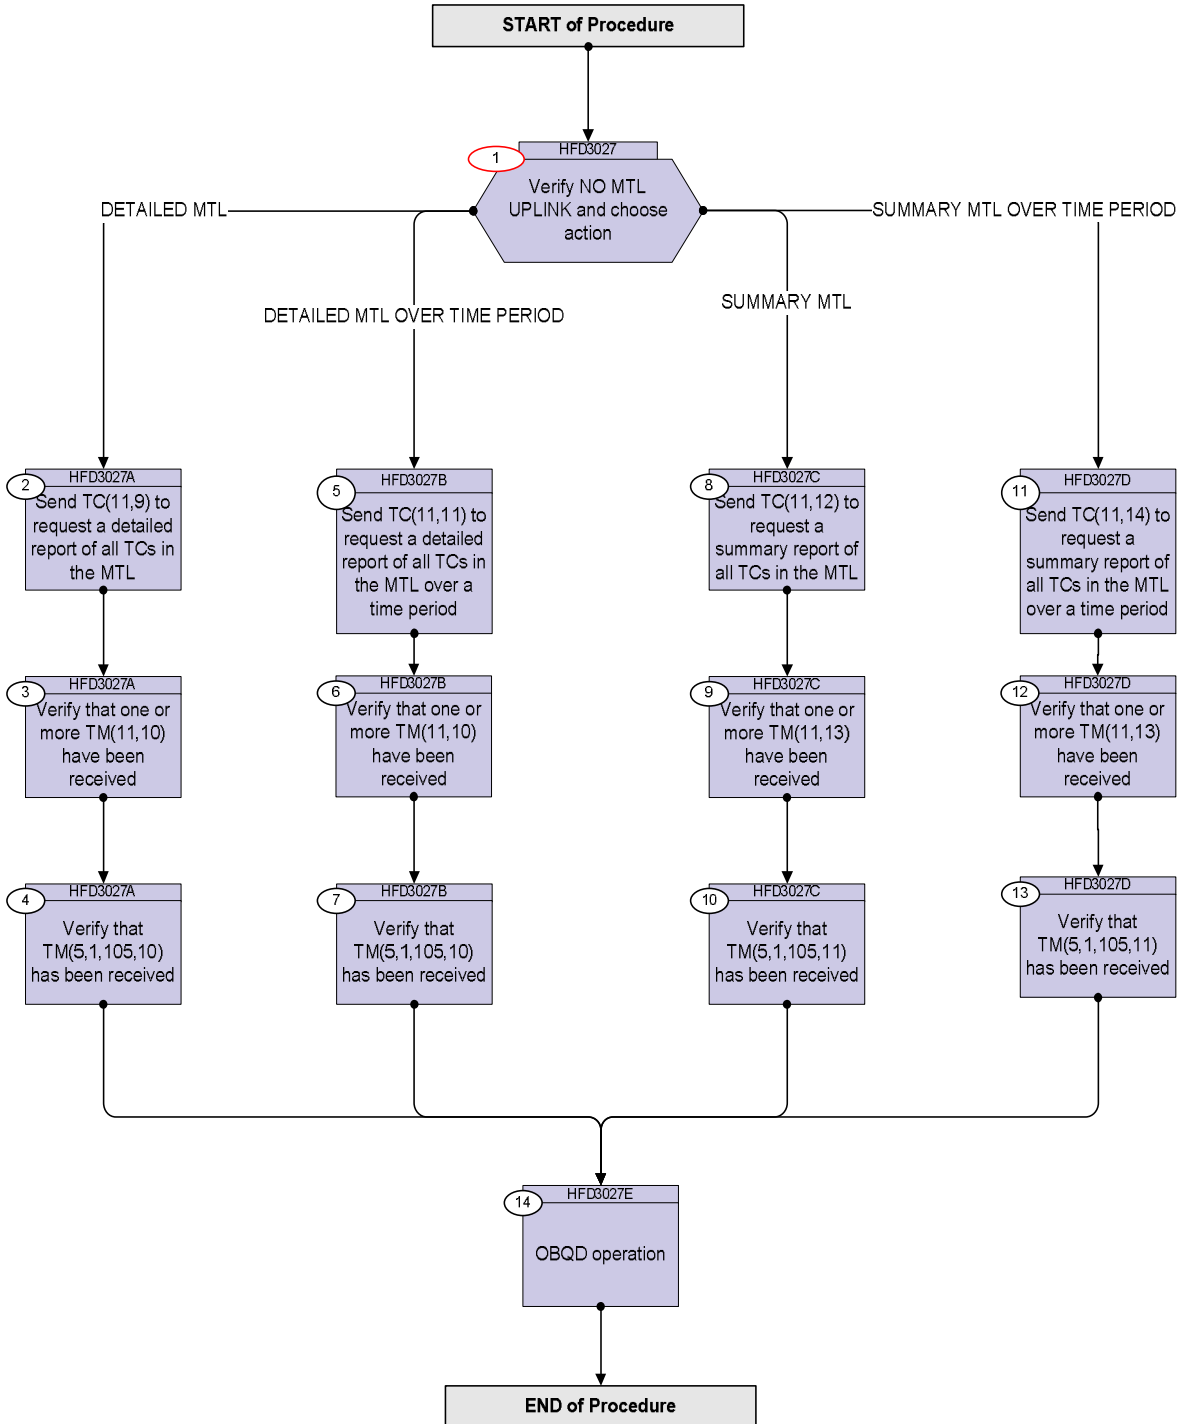 START of Procedure
HFD3027
1
Verify NO MTL
UPLINK and choose
action
DETAILED MTL
SUMMARY MTL OVER TIME PERIOD
DETAILED MTL OVER TIME PERIOD
SUMMARY MTL
HFD3027A
2
Send TC(11,9) to
request a detailed
report of all TCs in
the MTL
HFD3027B
5
Send TC(11,11) to
request a detailed
report of all TCs in
the MTL over a
time period
HFD3027C
8
Send TC(11,12) to
request a
summary report of
all TCs in the MTL
HFD3027D
11
Send TC(11,14) to
request a
summary report of
all TCs in the MTL
over a time period
HFD3027A
3
Verify that one or
more TM(11,10)
have been
received
HFD3027B
6
Verify that one or
more TM(11,10)
have been
received
HFD3027C
9
Verify that one or
more TM(11,13)
have been
received
HFD3027D
12
Verify that one or
more TM(11,13)
have been
received
HFD3027A
4
Verify that
TM(5,1,105,10)
has been received
HFD3027B
7
Verify that
TM(5,1,105,10)
has been received
HFD3027C
10
Verify that
TM(5,1,105,11)
has been received
HFD3027D
13
Verify that
TM(5,1,105,11)
has been received
HFD3027E
14
OBQD operation
END of Procedure